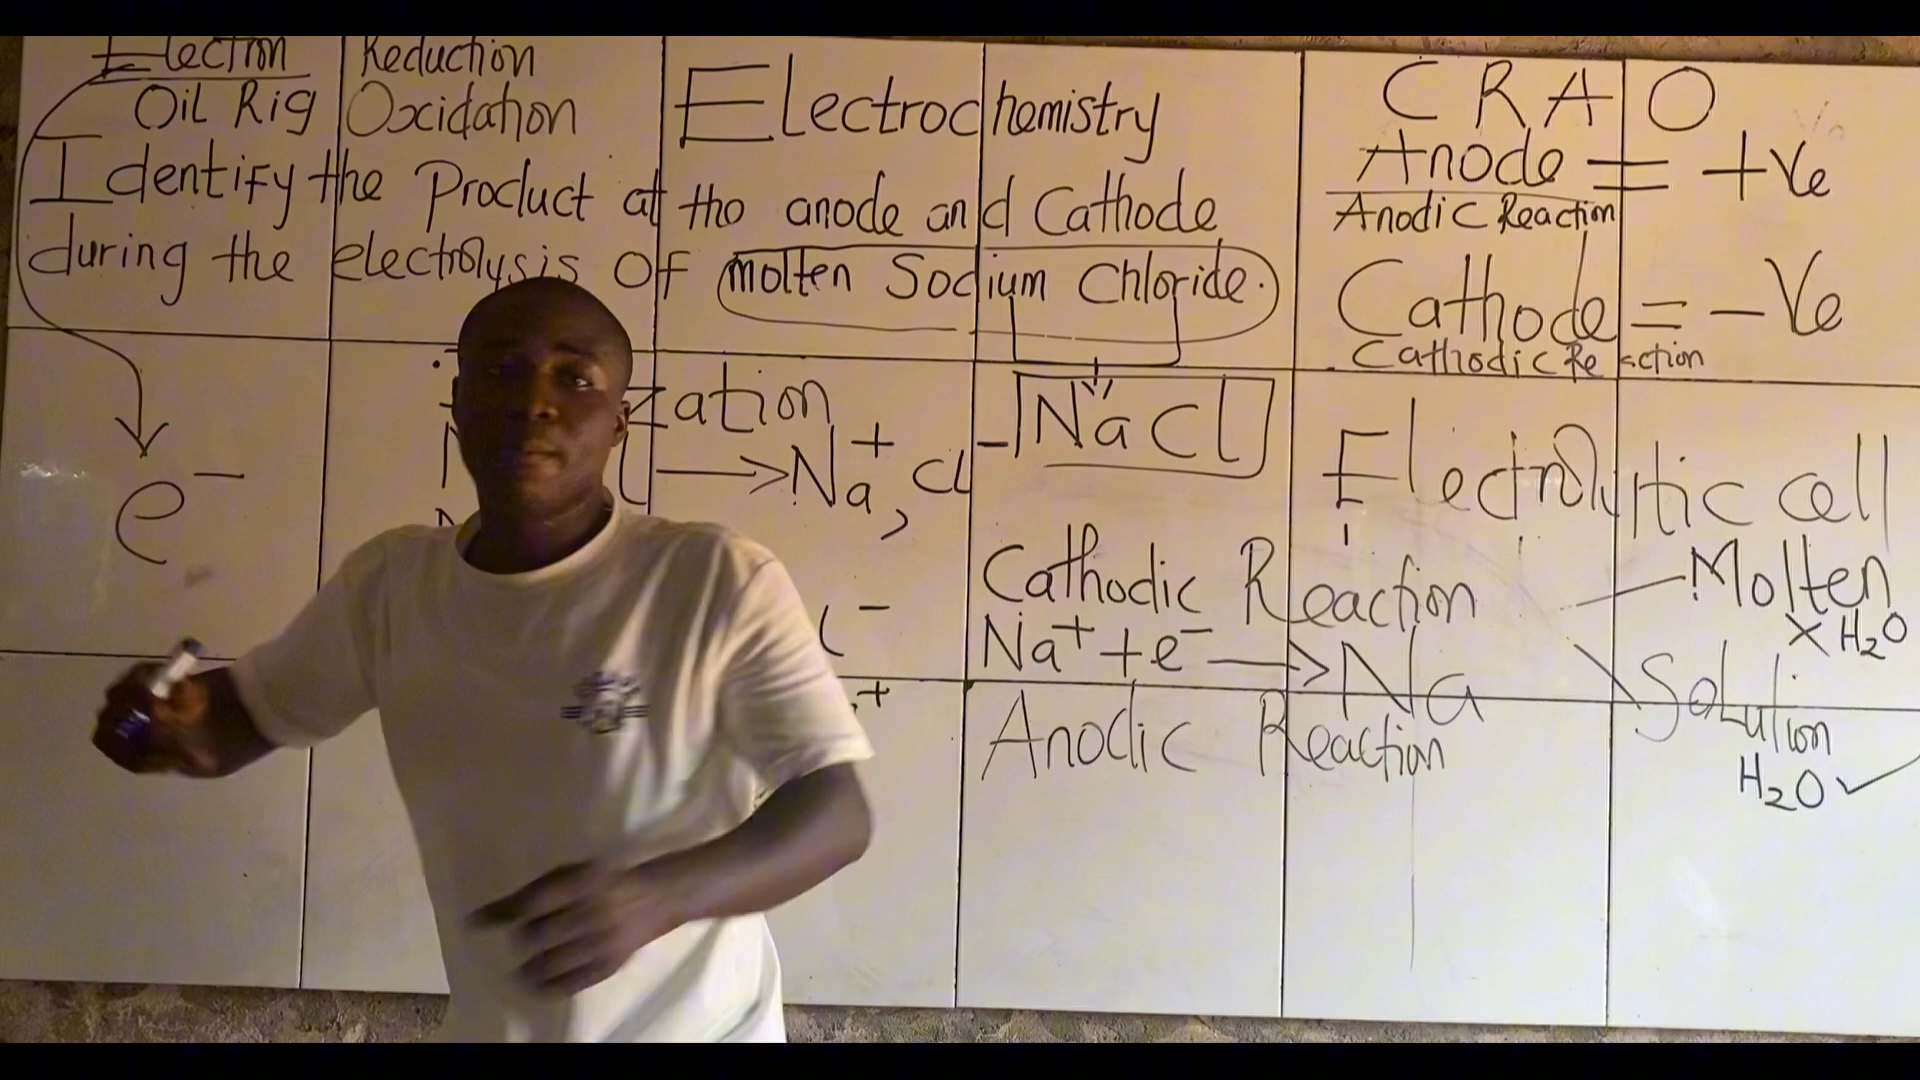 Electron
Oil Rig
Reduction
Oxidation
Electrochemistry
Identify the Product at the anode and Cathode
during the electrolysis of molten Sodium Chloride.
C R A O
Anode = +Ve
Anodic Reaction
Cathode = -Ve
Cathodic Reaction
e⁻
zation
→ Na⁺, Cl⁻
NaCl
Cathodic Reaction
Na⁺ + e⁻ → Na
Anodic Reaction
Electrolytic cell
Molten
X H₂O
Solution
H₂O ✓